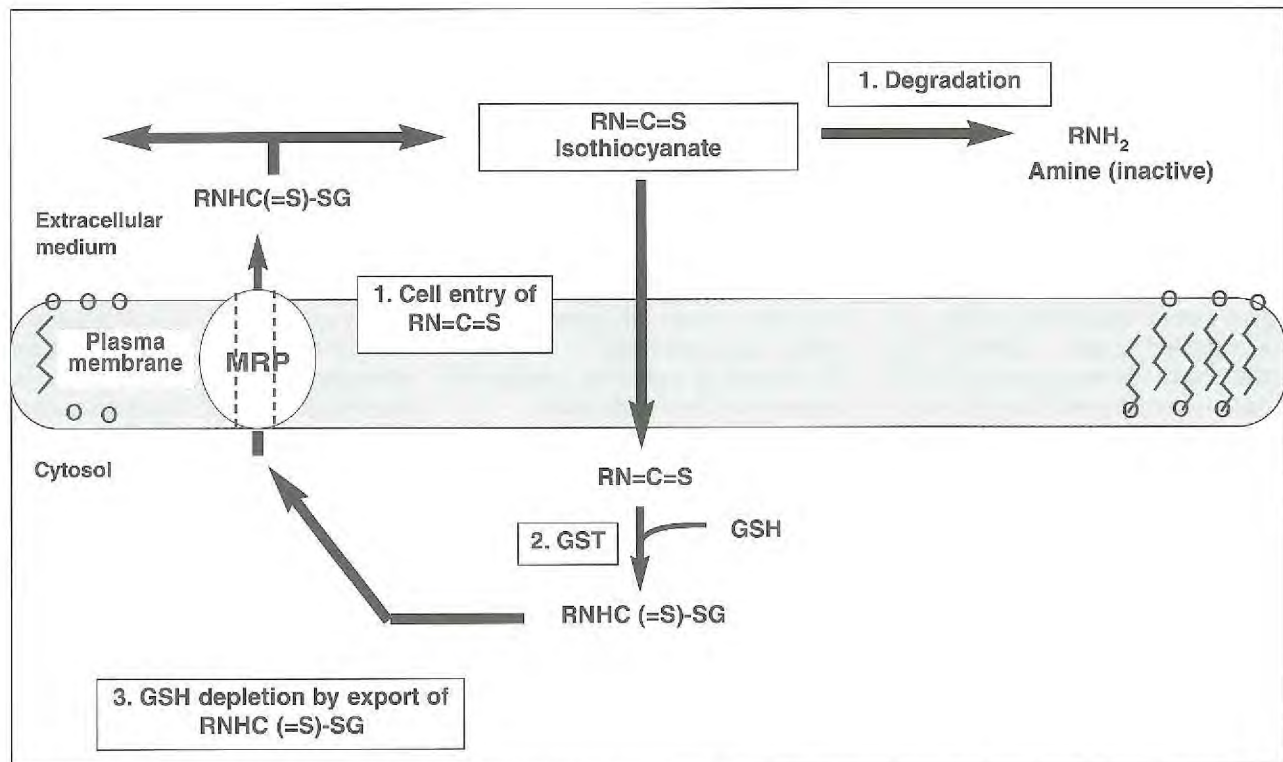 1. Degradation
RN=C=S
Isothiocyanate
RNH₂
Amine (inactive)
RNHC(=S)-SG
Extracellular
medium
1. Cell entry of
RN=C=S
Plasma
membrane
MRP
Cytosol
RN=C=S
2. GST
GSH
RNHC (=S)-SG
3. GSH depletion by export of
RNHC (=S)-SG